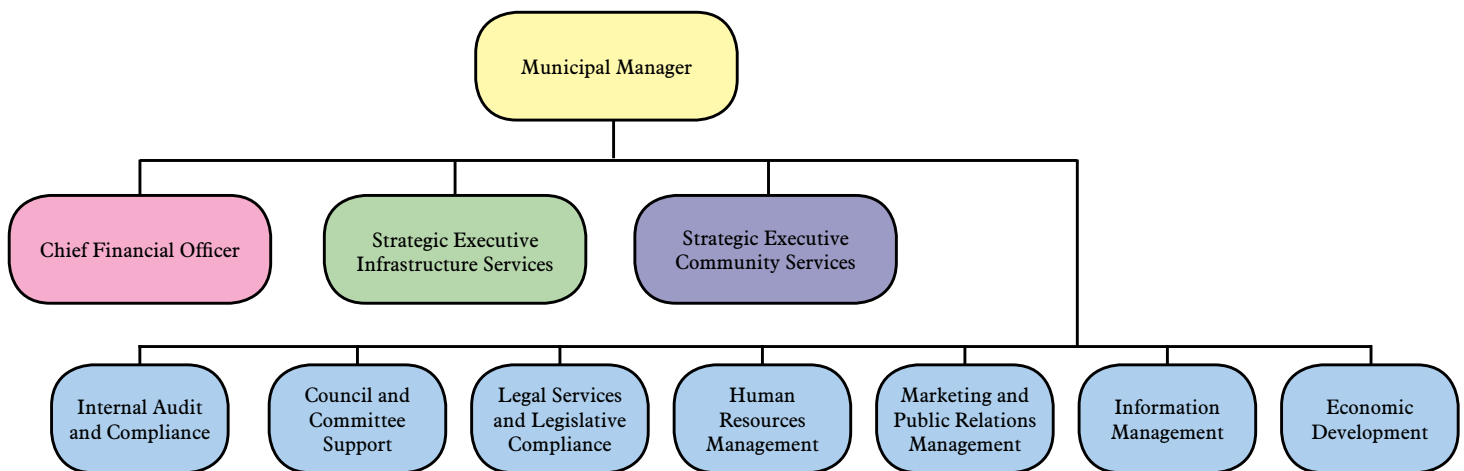 Municipal Manager
Chief Financial Officer
Strategic Executive
Infrastructure Services
Strategic Executive
Community Services
Internal Audit
and Compliance
Council and
Committee
Support
Legal Services
and Legislative
Compliance
Human
Resources
Management
Marketing and
Public Relations
Management
Information
Management
Economic
Development